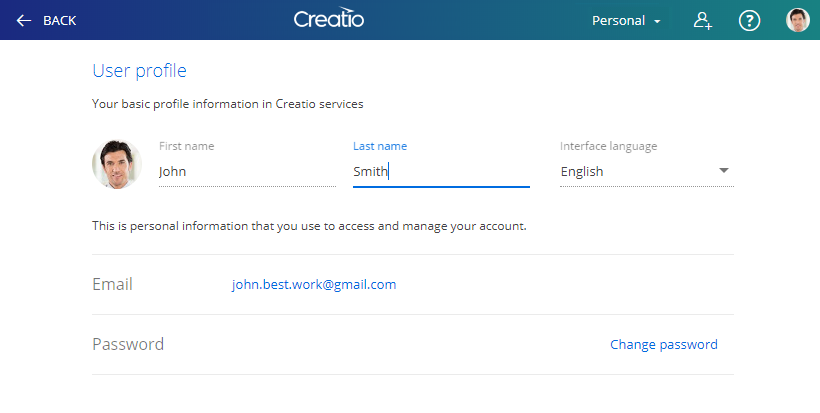 BACK
Creatio
Personal
?
User profile
Your basic profile information in Creatio services
First name
Last name
Interface language
John
Smith
English
This is personal information that you use to access and manage your account.
Email
john.best.work@gmail.com
Password
Change password